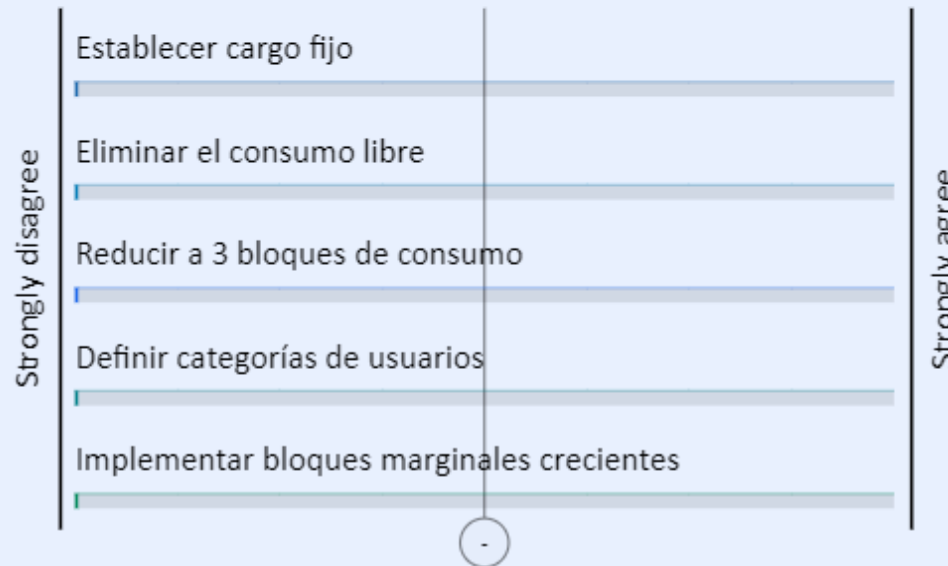 Establecer cargo fijo
Eliminar el consumo libre
Reducir a 3 bloques de consumo
Definir categorías de usuarios
Implementar bloques marginales crecientes
Strongly disagree
Strongly agree
-